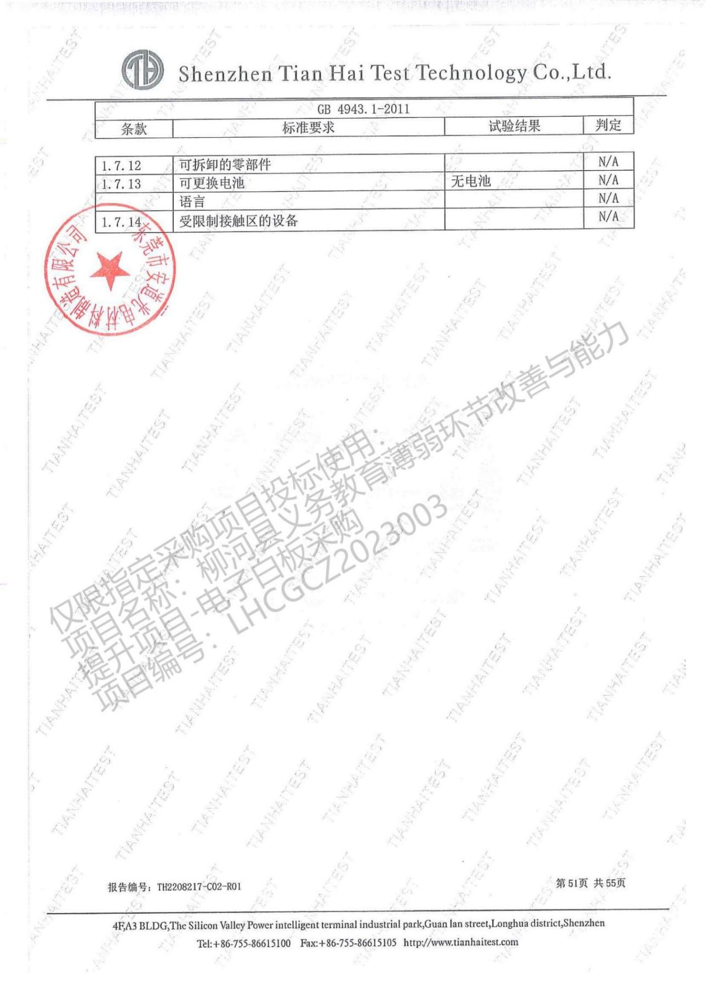 TH
Shenzhen Tian Hai Test Technology Co.,Ltd.
GB 4943.1-2011
条款 标准要求 试验结果 判定
1.7.12 可拆卸的零部件 N/A
1.7.13 可更换电池 无电池 N/A
语言 N/A
1.7.14 受限制接触区的设备 N/A
东莞市安道光电材料制造有限公司
仅限指定采购项目投标使用：
项目名称：柳河县义务教育薄弱环节改善与能力
提升项目-电子白板采购
项目编号：LHCGCZ2023003
TIANHAITEST
报告编号：TH2208217-C02-R01
第51页 共55页
4F,A3 BLDG,The Silicon Valley Power intelligent terminal industrial park,Guan lan street,Longhua district,Shenzhen
Tel:+86-755-86615100 Fax:+86-755-86615105 http://www.tianhaitest.com